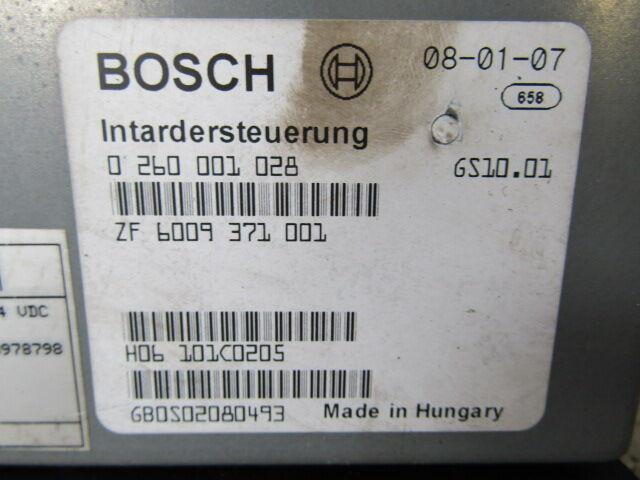 BOSCH
08-01-07
658
Intardersteuerung
0 260 001 028
GS10.01
ZF 6009 371 001
H06 101C0205
GB0S02080493
Made in Hungary
4 VDC
978798